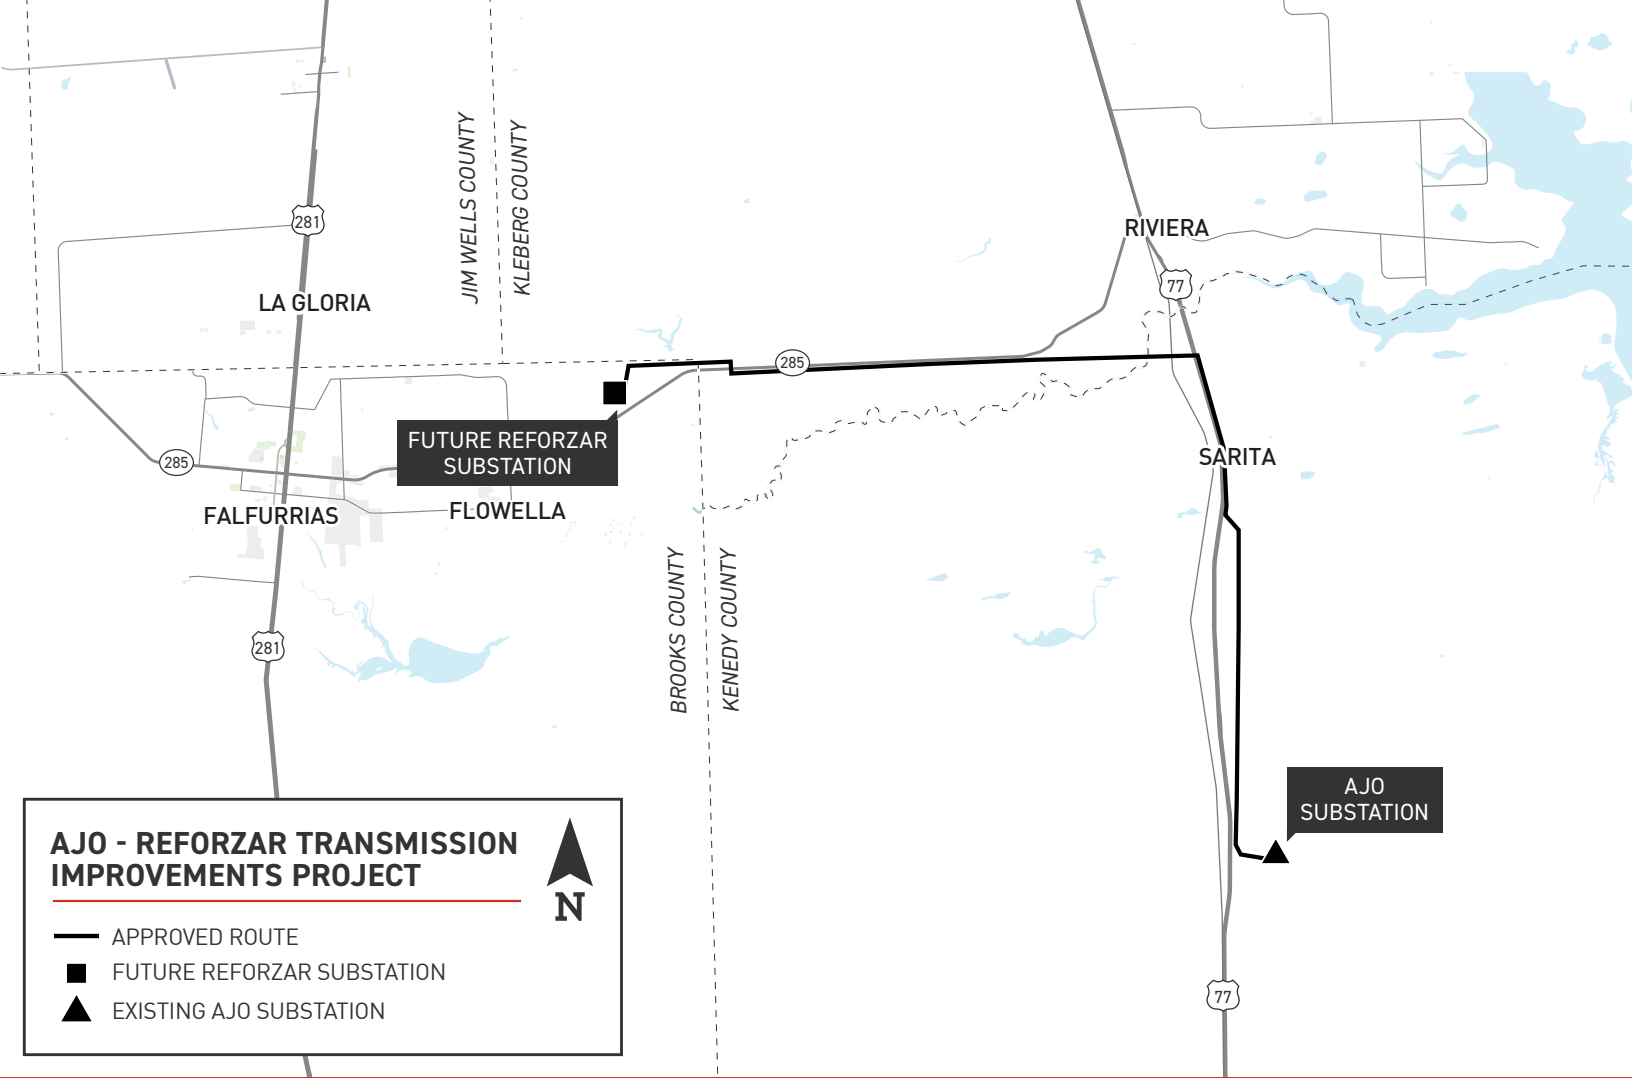 JIM WELLS COUNTY
KLEBERG COUNTY
281
RIVIERA
77
LA GLORIA
285
FUTURE REFORZAR
SUBSTATION
285
SARITA
FALFURRIAS
FLOWELLA
BROOKS COUNTY
KENEDY COUNTY
281
AJO
SUBSTATION
AJO - REFORZAR TRANSMISSION
IMPROVEMENTS PROJECT
N
APPROVED ROUTE
FUTURE REFORZAR SUBSTATION
EXISTING AJO SUBSTATION
77